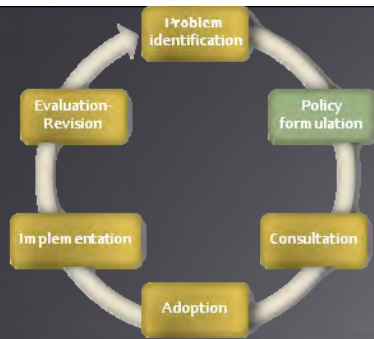 Problem
identification
Policy
formulation
Consultation
Adoption
Implementation
Evaluation-
Revision